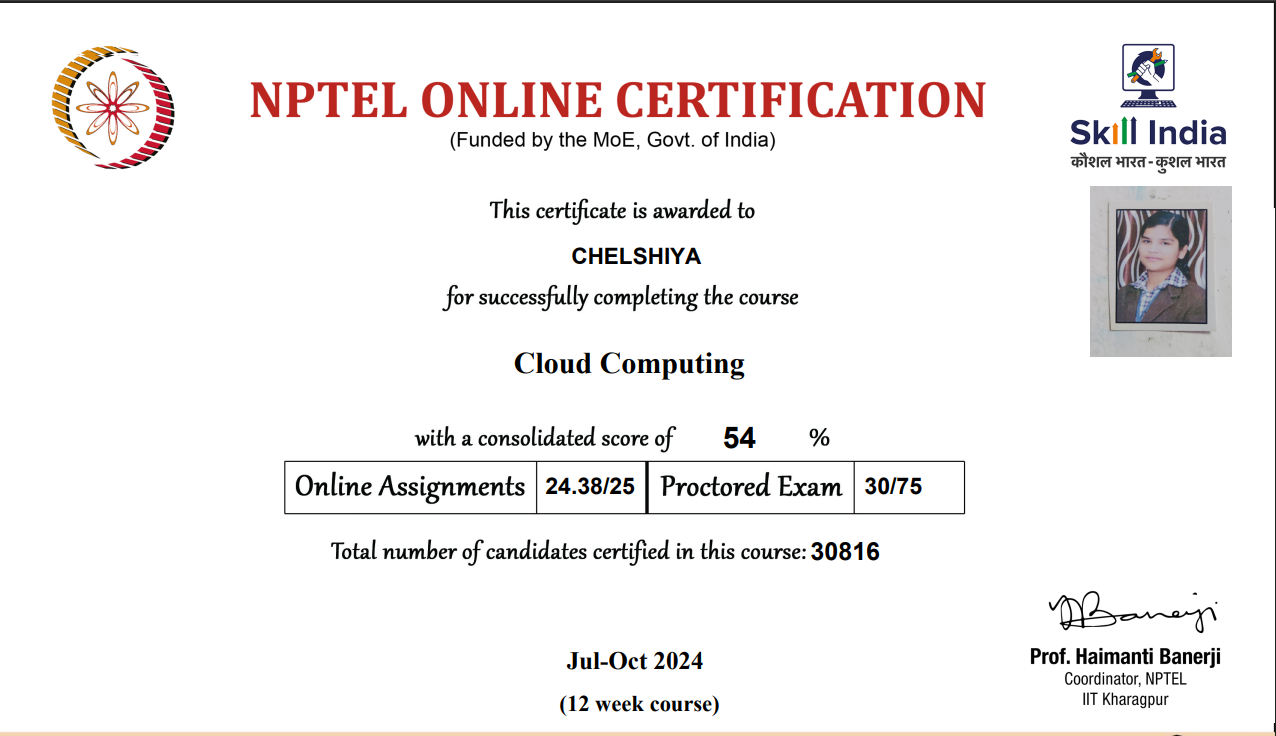 NPTEL ONLINE CERTIFICATION
(Funded by the MoE, Govt. of India)
Skill India
कौशल भारत - कुशल भारत
This certificate is awarded to
CHELSHIYA
for successfully completing the course
Cloud Computing
with a consolidated score of 54 %
Online Assignments 24.38/25 Proctored Exam 30/75
Total number of candidates certified in this course: 30816
Jul-Oct 2024
(12 week course)
Banerji
Prof. Haimanti Banerji
Coordinator, NPTEL
IIT Kharagpur